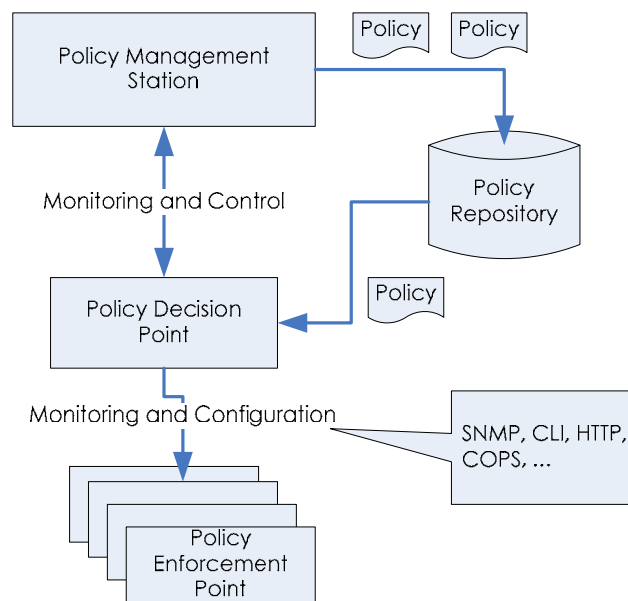 Policy
Policy
Policy Management
Station
Policy
Repository
Monitoring and Control
Policy
Policy Decision
Point
Monitoring and Configuration
SNMP, CLI, HTTP,
COPS, ...
Policy
Enforcement
Point